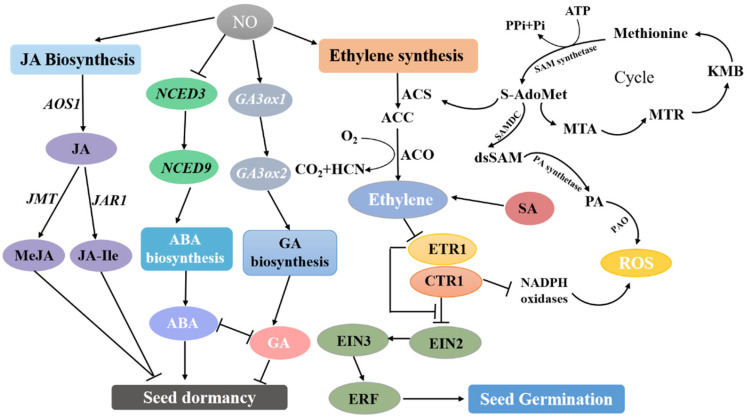 NO
PPi+Pi
ATP
Methionine
JA Biosynthesis
Ethylene synthesis
SAM synthetase
Cycle
KMB
AOS1
NCED3
GA3ox1
ACS
S-AdoMet
ACC
MTR
MTA
SAMDC
O2
JA
ACO
dsSAM
NCED9
GA3ox2
CO2+HCN
PA synthetase
JMT
JAR1
Ethylene
SA
PA
PAO
MeJA
JA-Ile
ABA
biosynthesis
GA
biosynthesis
ETR1
ROS
CTR1
NADPH
oxidases
ABA
GA
EIN3
EIN2
Seed dormancy
ERF
Seed Germination